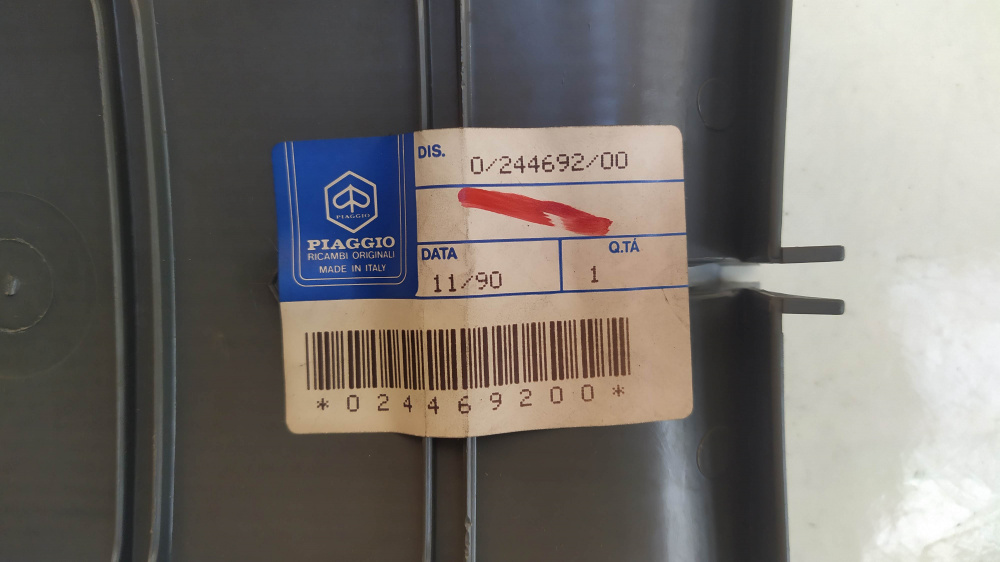 PIAGGIO
PIAGGIO
RICAMBI ORIGINALI
MADE IN ITALY
DIS.
0/244692/00
DATA
11/90
Q.TÀ
1
*024469200*